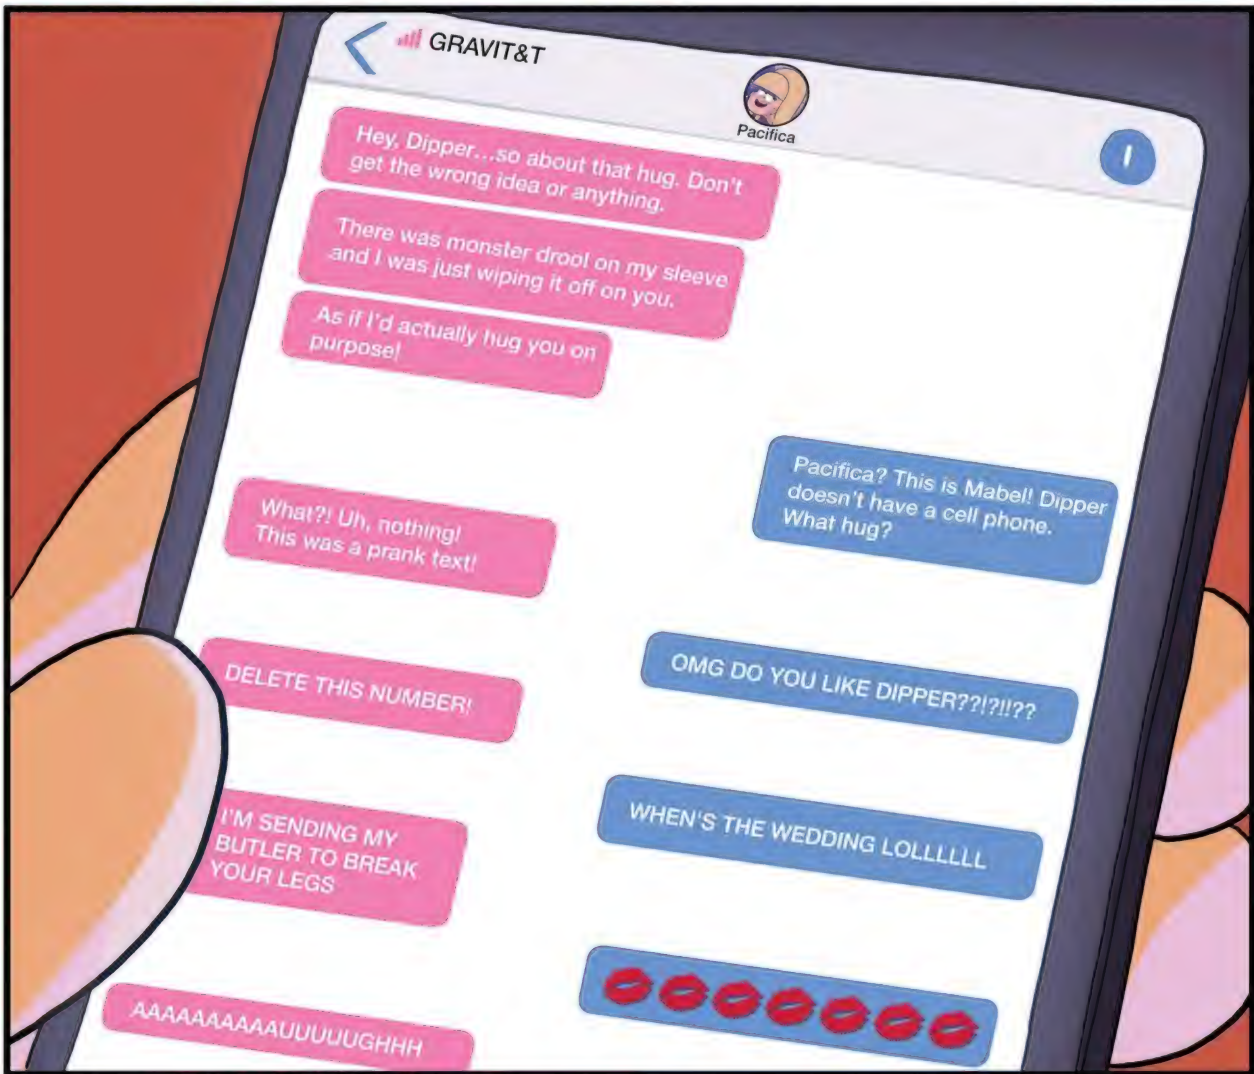 GRAVIT&T
Pacifica
Hey, Dipper...so about that hug. Don't
get the wrong idea or anything.
There was monster drool on my sleeve
and I was just wiping it off on you.
As if I'd actually hug you on
purpose!
Pacifica? This is Mabel! Dipper
doesn't have a cell phone.
What hug?
What?! Uh, nothing!
This was a prank text!
OMG DO YOU LIKE DIPPER??!?!!??
DELETE THIS NUMBER!
WHEN'S THE WEDDING LOLLLLLL
I'M SENDING MY
BUTLER TO BREAK
YOUR LEGS
AAAAAAAAAAUUUUUGHHH